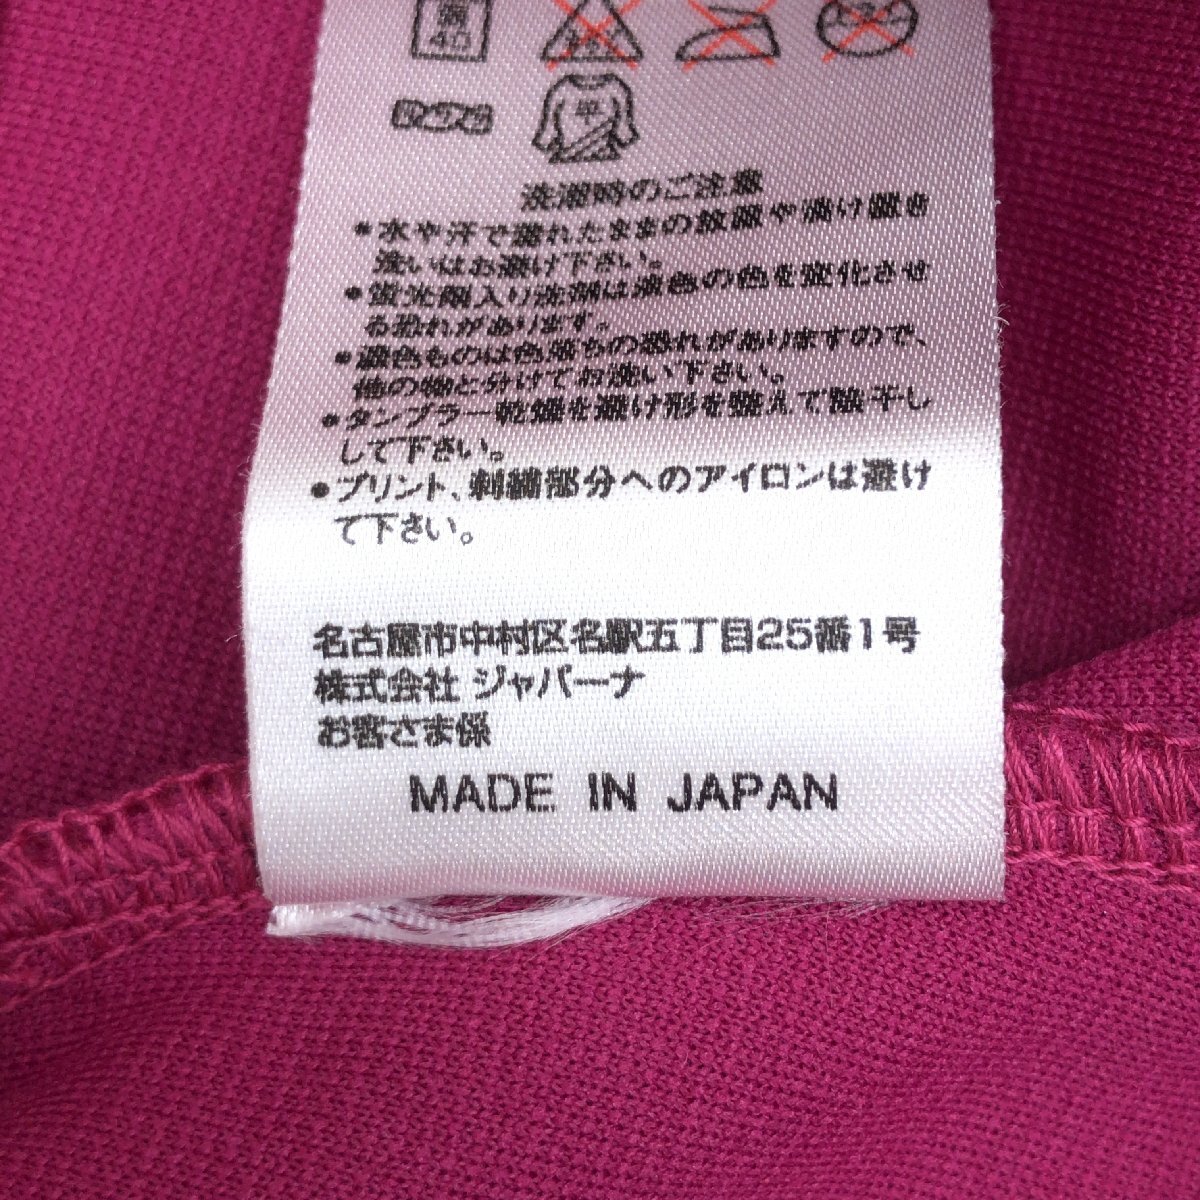 40
平
洗濯時のご注意
●水や汗で濡れたままの放置や漬け置き
洗いはお避け下さい。
●蛍光剤入り洗剤は淡色の色を変化させ
る恐れがあります。
●濃色ものは色落ちの恐れがありますので、
他の物と分けてお洗い下さい。
●タンブラー乾燥を避け形を整えて陰干し
して下さい。
●プリント、刺繍部分へのアイロンは避け
て下さい。
名古屋市中村区名駅五丁目25番1号
株式会社 ジャパーナ
お客さま係
MADE IN JAPAN